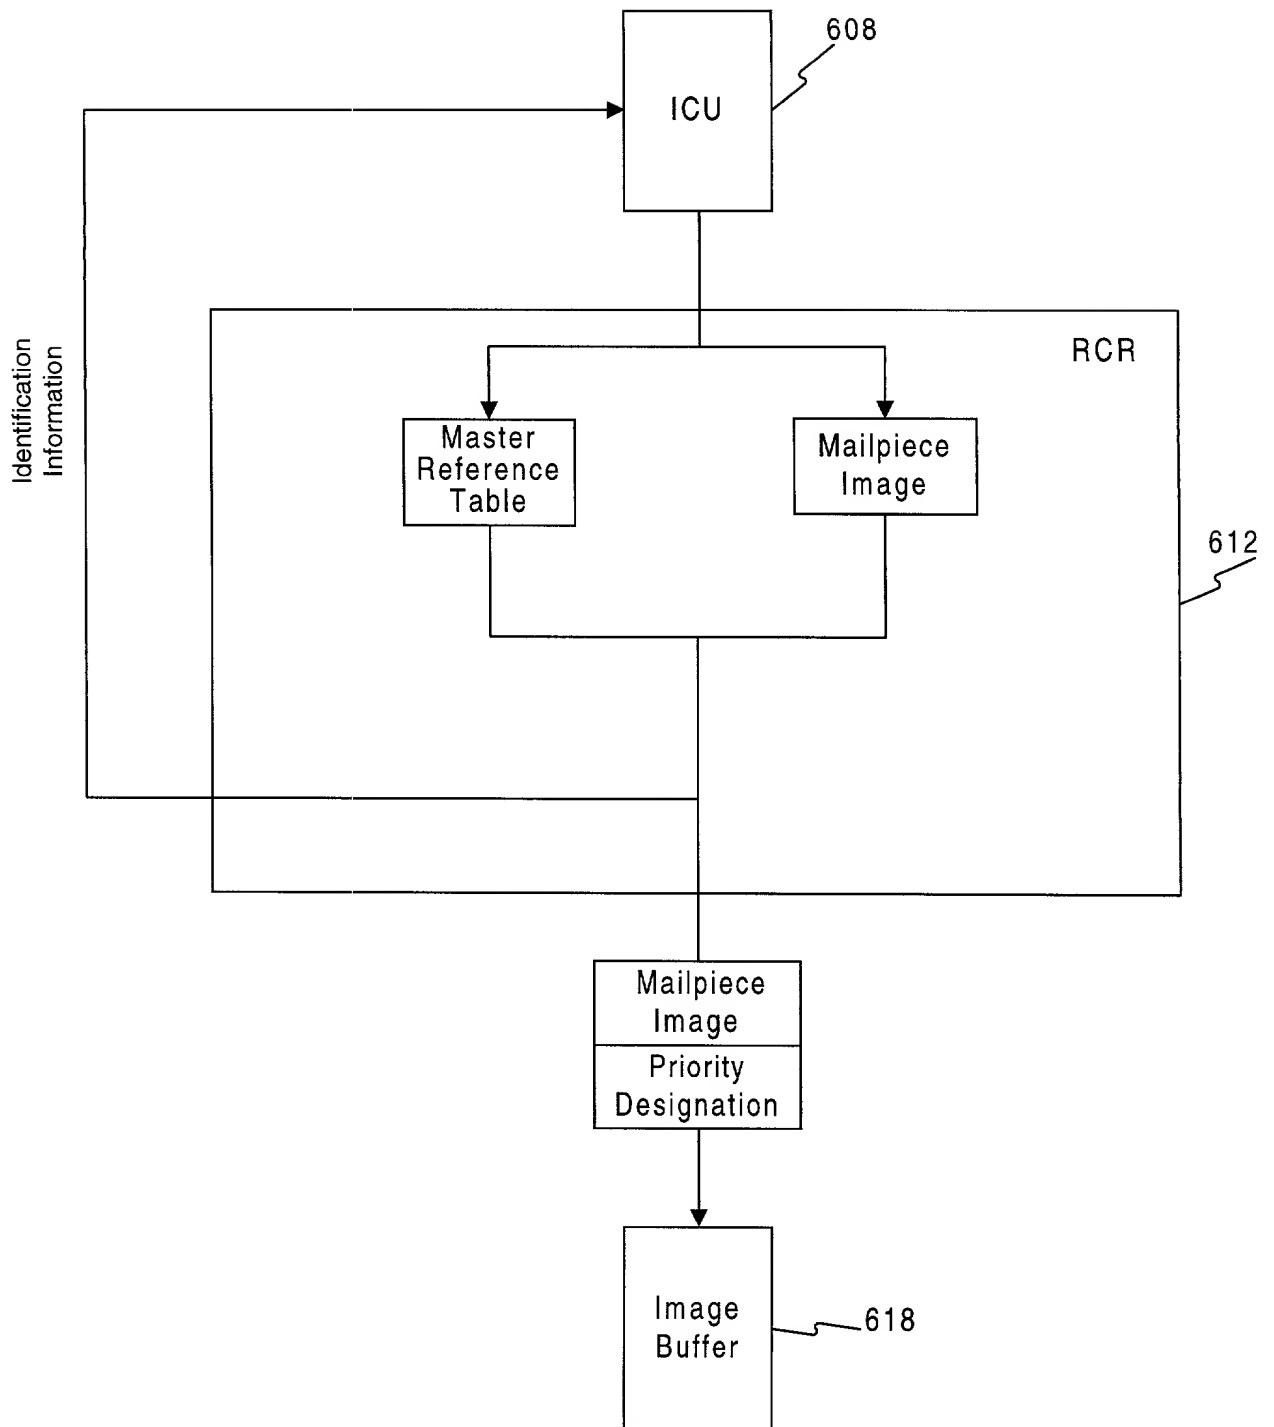 608
ICU
RCR
Identification
Information
Master
Reference
Table
Mailpiece
Image
612
Mailpiece
Image
Priority
Designation
Image
Buffer
618